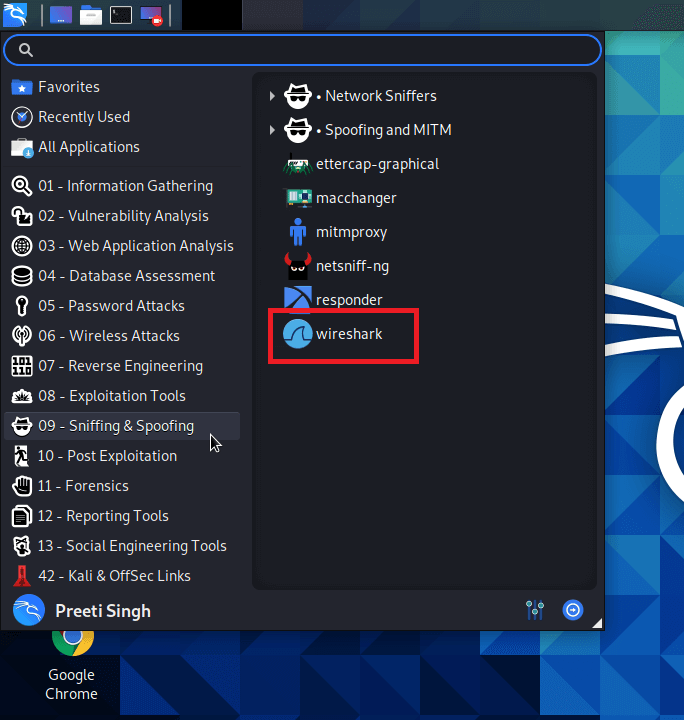 Favorites
Recently Used
All Applications
01 - Information Gathering
02 - Vulnerability Analysis
03 - Web Application Analysis
04 - Database Assessment
05 - Password Attacks
06 - Wireless Attacks
07 - Reverse Engineering
08 - Exploitation Tools
09 - Sniffing & Spoofing
10 - Post Exploitation
11 - Forensics
12 - Reporting Tools
13 - Social Engineering Tools
42 - Kali & OffSec Links
• Network Sniffers
• Spoofing and MITM
ettercap-graphical
macchanger
mitmproxy
netsniff-ng
responder
wireshark
Preeti Singh
Google
Chrome